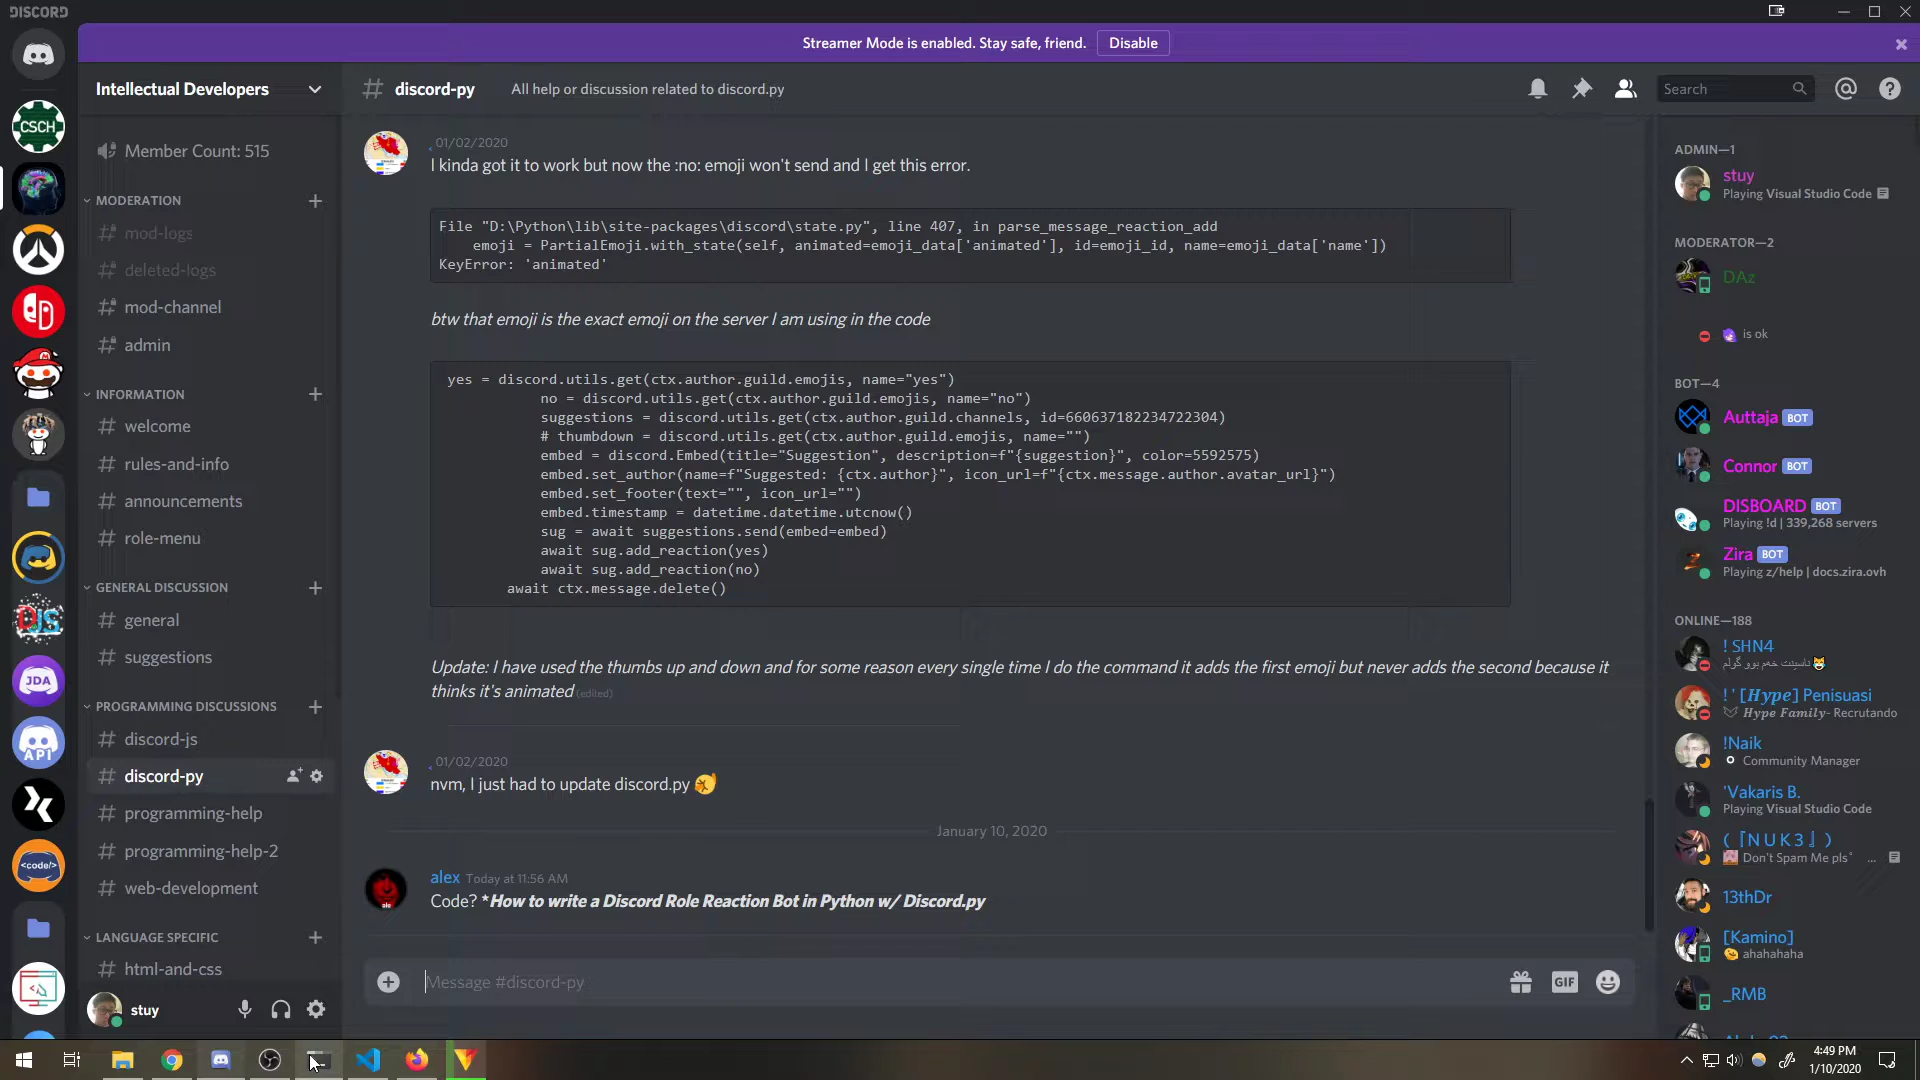 DISCORD
Streamer Mode is enabled. Stay safe, friend.
Disable
Intellectual Developers
discord-py
All help or discussion related to discord.py
Search
CSCH
JDA
API
<code/>
Member Count: 515
MODERATION
mod-logs
deleted-logs
mod-channel
admin
INFORMATION
welcome
rules-and-info
announcements
role-menu
GENERAL DISCUSSION
general
suggestions
PROGRAMMING DISCUSSIONS
discord-js
discord-py
programming-help
programming-help-2
web-development
LANGUAGE SPECIFIC
html-and-css
stuy
01/02/2020
I kinda got it to work but now the :no: emoji won't send and I get this error.
File "D:\Python\lib\site-packages\discord\state.py", line 407, in parse_message_reaction_add
emoji = PartialEmoji.with_state(self, animated=emoji_data['animated'], id=emoji_id, name=emoji_data['name'])
KeyError: 'animated'
btw that emoji is the exact emoji on the server I am using in the code
yes = discord.utils.get(ctx.author.guild.emojis, name="yes")
no = discord.utils.get(ctx.author.guild.emojis, name="no")
suggestions = discord.utils.get(ctx.author.guild.channels, id=660637182234722304)
# thumbdown = discord.utils.get(ctx.author.guild.emojis, name="")
embed = discord.Embed(title="Suggestion", description=f"{suggestion}", color=5592575)
embed.set_author(name=f"Suggested: {ctx.author}", icon_url=f"{ctx.message.author.avatar_url}")
embed.set_footer(text="", icon_url="")
embed.timestamp = datetime.datetime.utcnow()
sug = await suggestions.send(embed=embed)
await sug.add_reaction(yes)
await sug.add_reaction(no)
await ctx.message.delete()
Update: I have used the thumbs up and down and for some reason every single time I do the command it adds the first emoji but never adds the second because it
thinks it's animated (edited)
01/02/2020
nvm, I just had to update discord.py
January 10, 2020
alex Today at 11:56 AM
Code? *How to write a Discord Role Reaction Bot in Python w/ Discord.py
Message #discord-py
GIF
ADMIN—1
stuy
Playing Visual Studio Code
MODERATOR—2
DAz
is ok
BOT—4
Auttaja BOT
Connor BOT
DISBOARD BOT
Playing !d | 339,268 servers
Zira BOT
Playing z/help | docs.zira.ovh
ONLINE—188
! SHN4
! ' [Hype] Penisuasi
Hype Family- Recrutando
!Naik
Community Manager
'Vakaris B.
Playing Visual Studio Code
(『N U K 3 』)
Don't Spam Me pls* ...
13thDr
[Kamino]
ahahahaha
_RMB
4:49 PM
1/10/2020